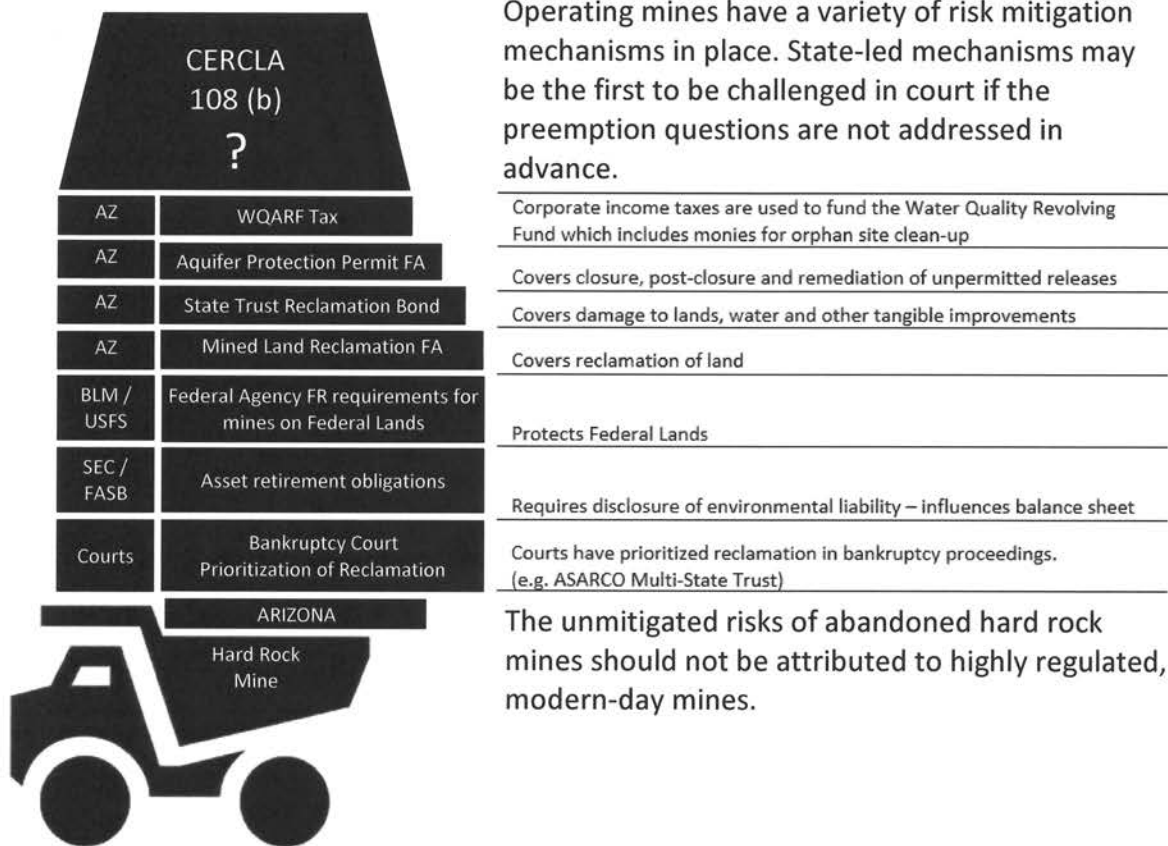 CERCLA
108 (b)
?
Operating mines have a variety of risk mitigation
mechanisms in place. State-led mechanisms may
be the first to be challenged in court if the
preemption questions are not addressed in
advance.
AZ
WQARF Tax
Corporate income taxes are used to fund the Water Quality Revolving
Fund which includes monies for orphan site clean-up
AZ
Aquifer Protection Permit FA
Covers closure, post-closure and remediation of unpermitted releases
AZ
State Trust Reclamation Bond
Covers damage to lands, water and other tangible improvements
AZ
Mined Land Reclamation FA
Covers reclamation of land
BLM /
USFS
Federal Agency FR requirements for
mines on Federal Lands
Protects Federal Lands
SEC /
FASB
Asset retirement obligations
Requires disclosure of environmental liability – influences balance sheet
Courts
Bankruptcy Court
Prioritization of Reclamation
Courts have prioritized reclamation in bankruptcy proceedings.
(e.g. ASARCO Multi-State Trust)
ARIZONA
Hard Rock
Mine
The unmitigated risks of abandoned hard rock
mines should not be attributed to highly regulated,
modern-day mines.